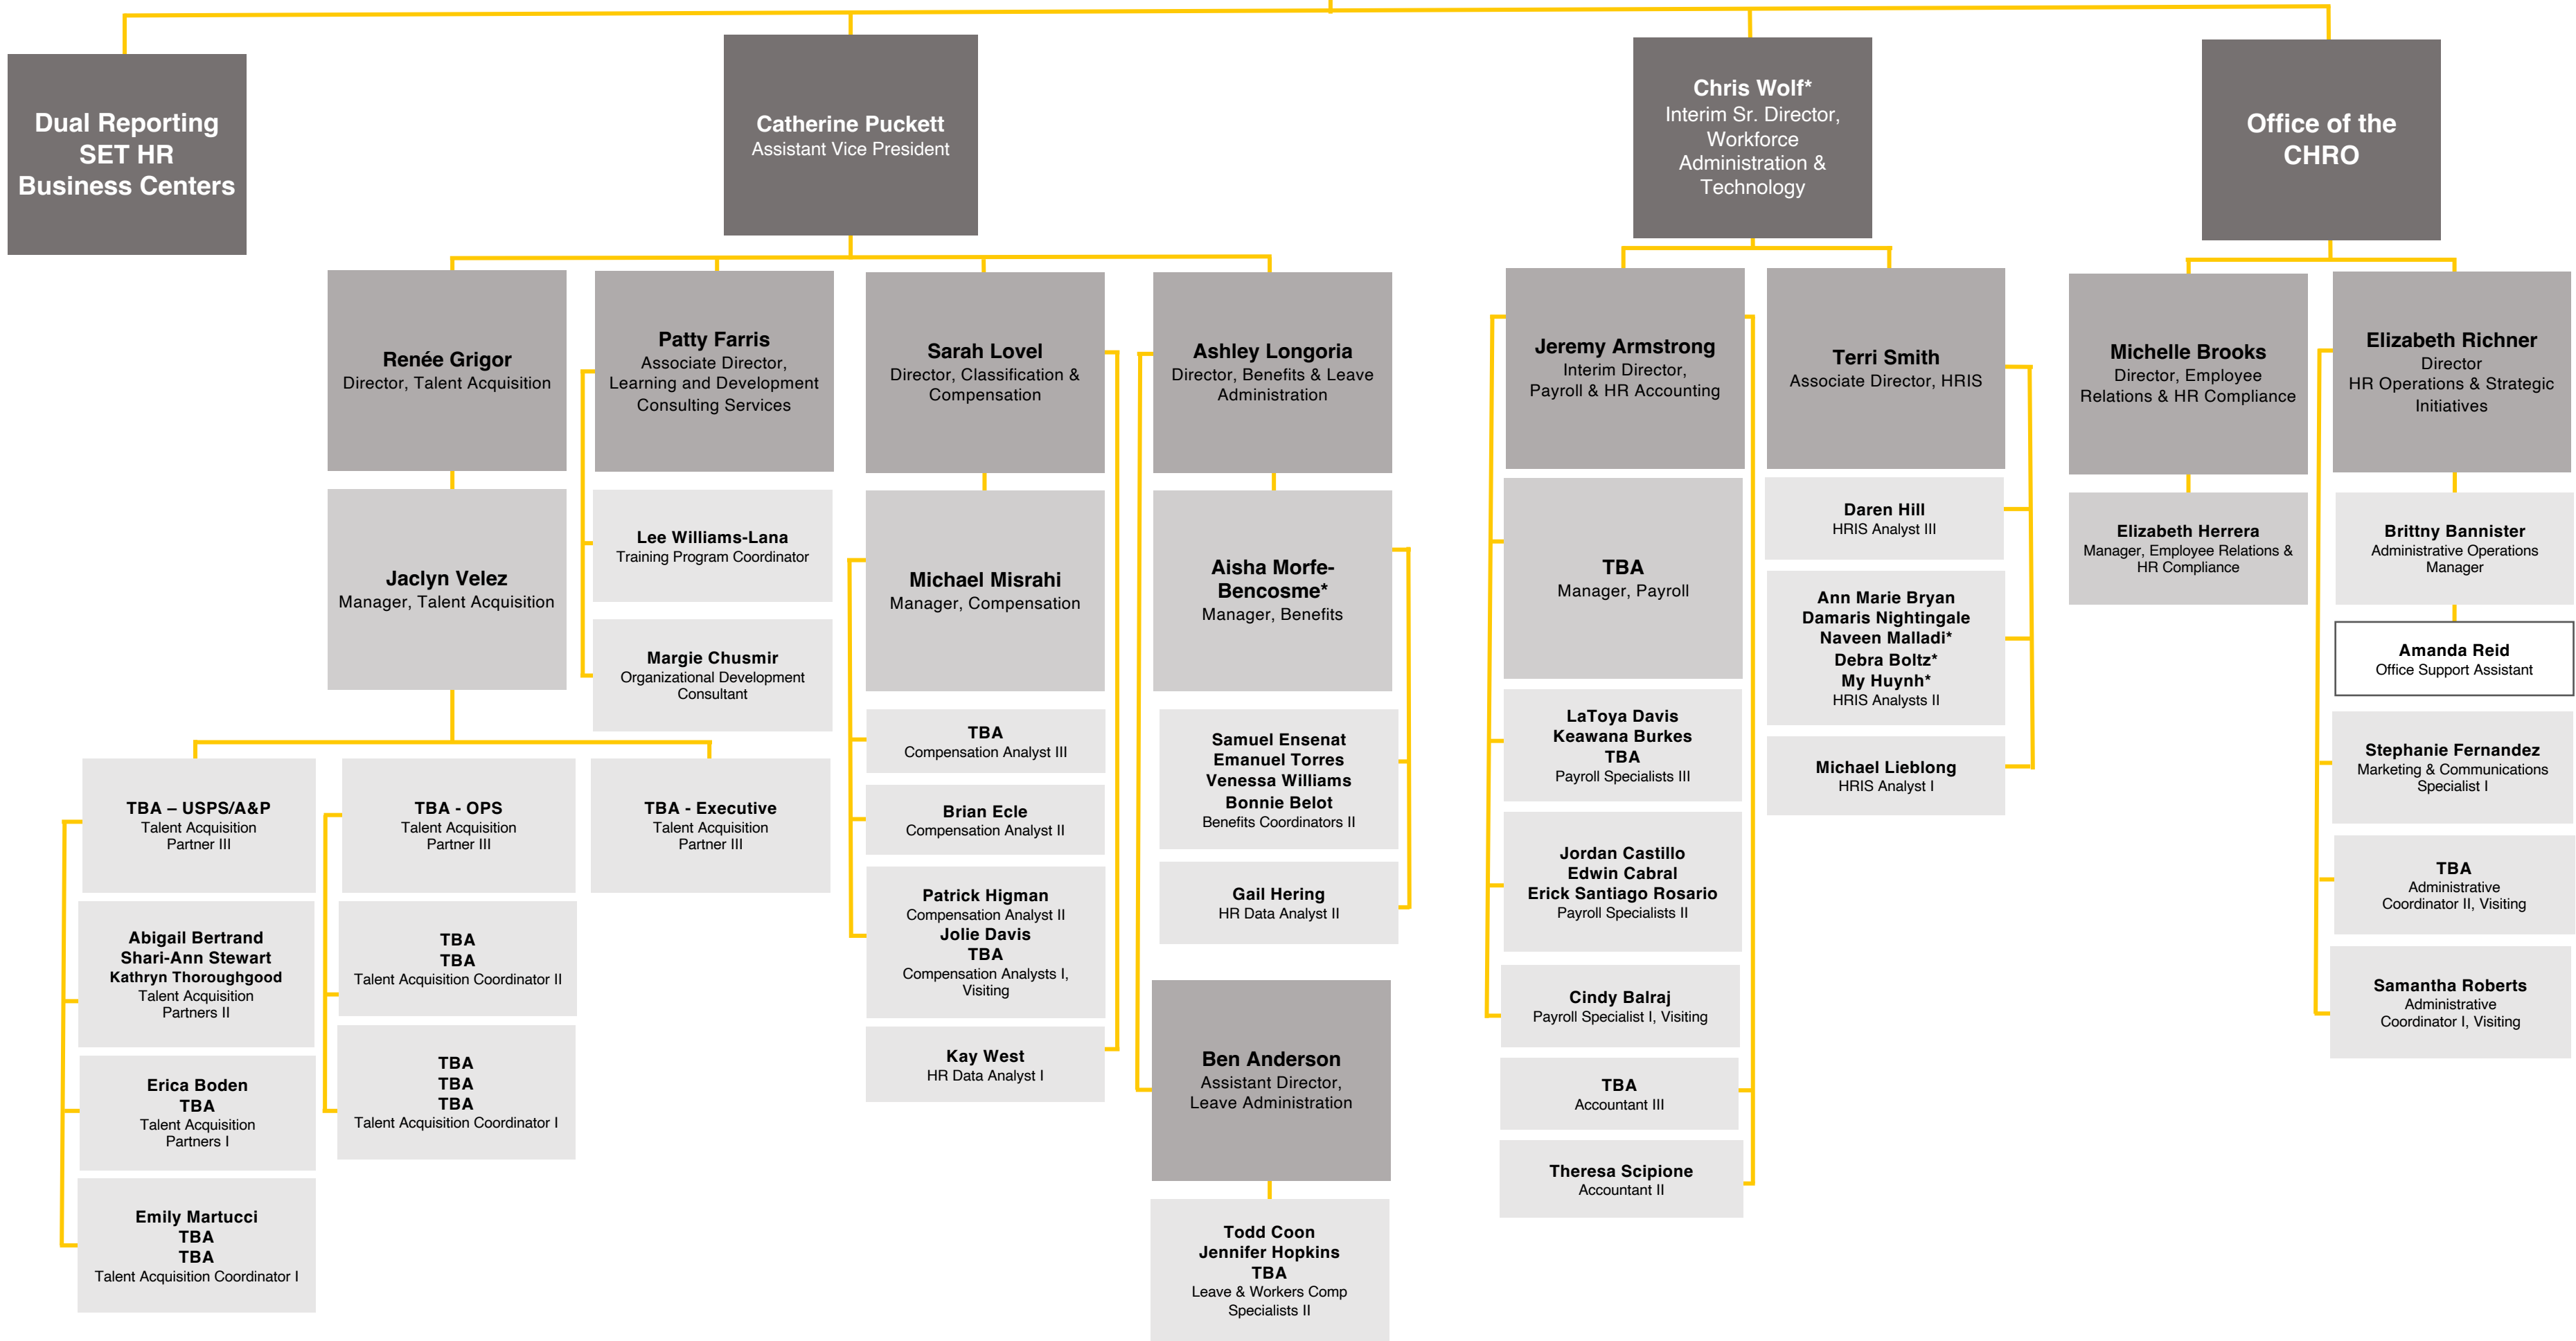 Dual Reporting
SET HR
Business Centers
Catherine Puckett
Assistant Vice President
Chris Wolf*
Interim Sr. Director,
Workforce
Administration &
Technology
Office of the
CHRO
Renée Grigor
Director, Talent Acquisition
Jaclyn Velez
Manager, Talent Acquisition
TBA – USPS/A&P
Talent Acquisition
Partner III
Abigail Bertrand
Shari-Ann Stewart
Kathryn Thoroughgood
Talent Acquisition
Partners II
Erica Boden
TBA
Talent Acquisition
Partners I
Emily Martucci
TBA
TBA
Talent Acquisition Coordinator I
TBA - OPS
Talent Acquisition
Partner III
TBA
TBA
Talent Acquisition Coordinator II
TBA
TBA
TBA
Talent Acquisition Coordinator I
TBA - Executive
Talent Acquisition
Partner III
Patty Farris
Associate Director,
Learning and Development
Consulting Services
Lee Williams-Lana
Training Program Coordinator
Margie Chusmir
Organizational Development
Consultant
Sarah Lovel
Director, Classification &
Compensation
Michael Misrahi
Manager, Compensation
TBA
Compensation Analyst III
Brian Ecle
Compensation Analyst II
Patrick Higman
Compensation Analyst II
Jolie Davis
TBA
Compensation Analysts I,
Visiting
Kay West
HR Data Analyst I
Ashley Longoria
Director, Benefits & Leave
Administration
Aisha Morfe-
Bencosme*
Manager, Benefits
Samuel Ensenat
Emanuel Torres
Venessa Williams
Bonnie Belot
Benefits Coordinators II
Gail Hering
HR Data Analyst II
Ben Anderson
Assistant Director,
Leave Administration
Todd Coon
Jennifer Hopkins
TBA
Leave & Workers Comp
Specialists II
Jeremy Armstrong
Interim Director,
Payroll & HR Accounting
TBA
Manager, Payroll
LaToya Davis
Keawana Burkes
TBA
Payroll Specialists III
Jordan Castillo
Edwin Cabral
Erick Santiago Rosario
Payroll Specialists II
Cindy Balraj
Payroll Specialist I, Visiting
TBA
Accountant III
Theresa Scipione
Accountant II
Terri Smith
Associate Director, HRIS
Daren Hill
HRIS Analyst III
Ann Marie Bryan
Damaris Nightingale
Naveen Malladi*
Debra Boltz*
My Huynh*
HRIS Analysts II
Michael Lieblong
HRIS Analyst I
Michelle Brooks
Director, Employee
Relations & HR Compliance
Elizabeth Herrera
Manager, Employee Relations &
HR Compliance
Elizabeth Richner
Director
HR Operations & Strategic
Initiatives
Brittny Bannister
Administrative Operations
Manager
Amanda Reid
Office Support Assistant
Stephanie Fernandez
Marketing & Communications
Specialist I
TBA
Administrative
Coordinator II, Visiting
Samantha Roberts
Administrative
Coordinator I, Visiting